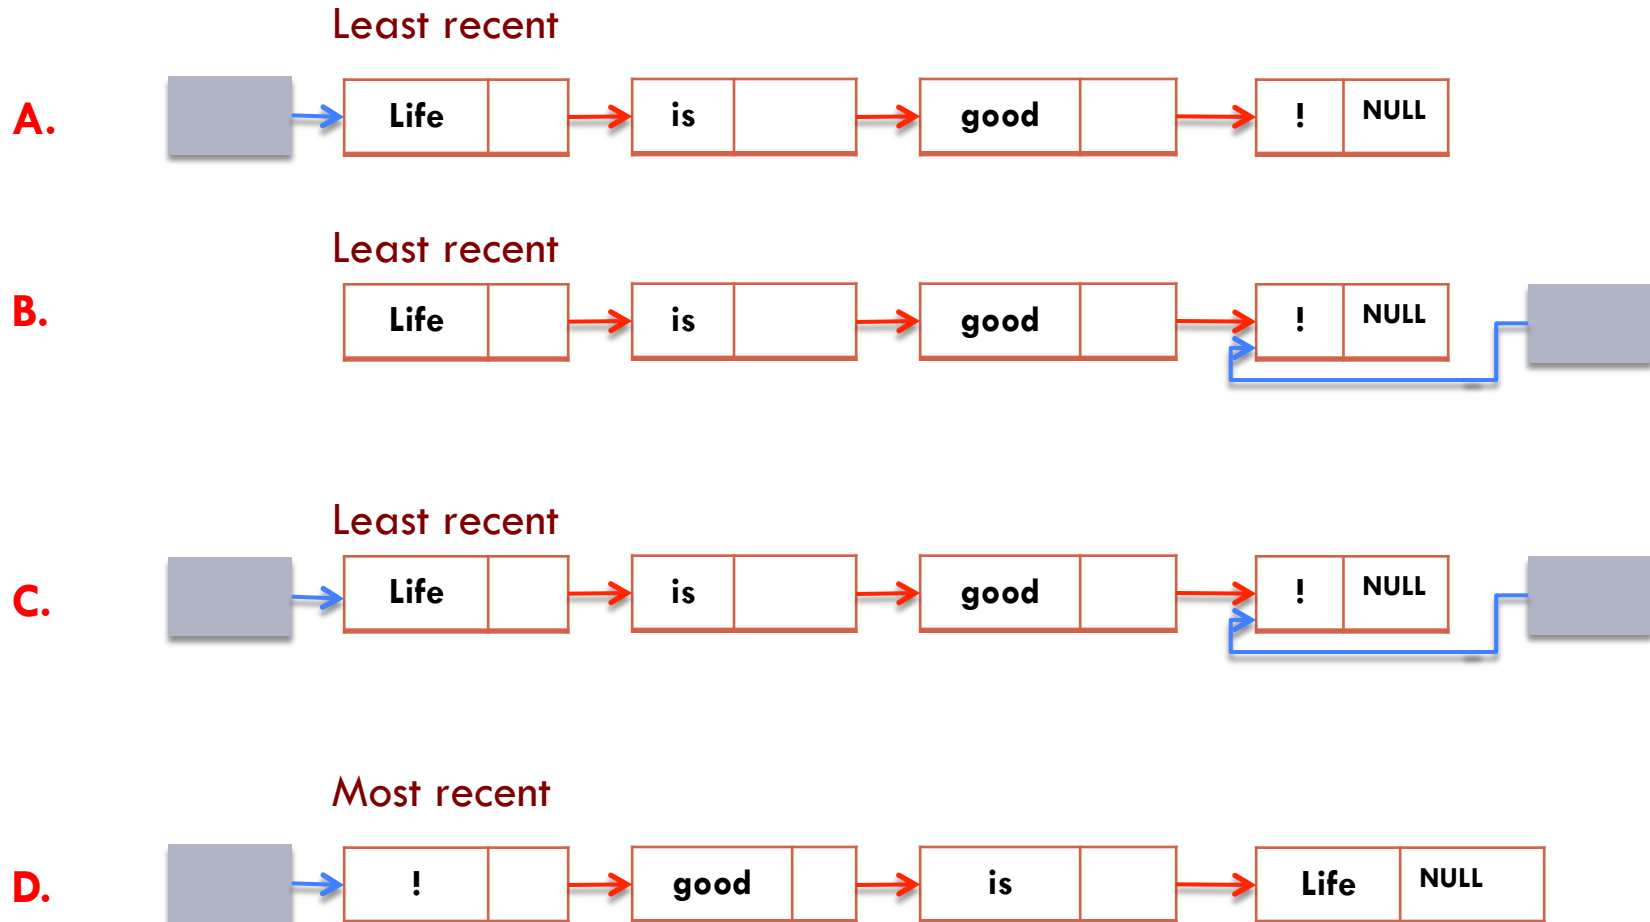 Least recent
A. Life is good ! NULL
Least recent
B. Life is good ! NULL
Least recent
C. Life is good ! NULL
Most recent
D. ! good is Life NULL